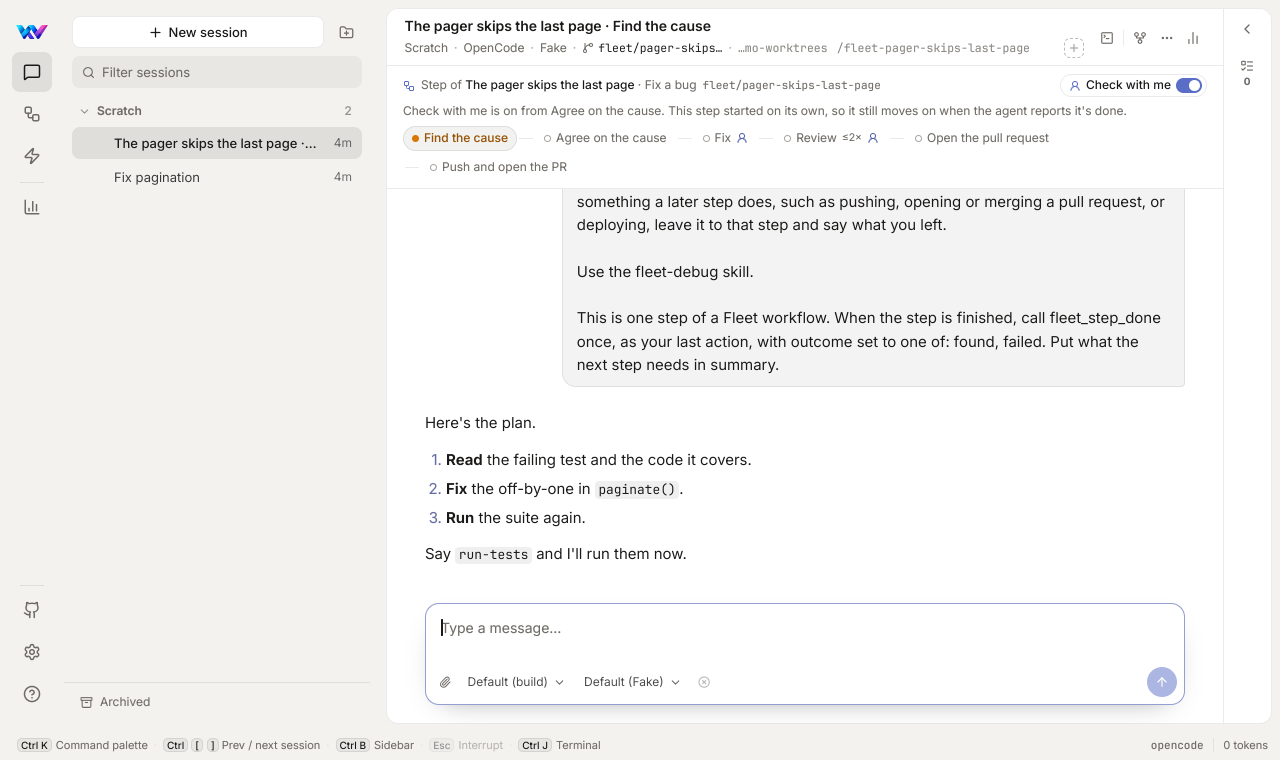 New session
Filter sessions
Scratch 2
The pager skips the last page ·... 4m
Fix pagination 4m
Archived
The pager skips the last page · Find the cause
Scratch · OpenCode · Fake · fleet/pager-skips… · …mo-worktrees /fleet-pager-skips-last-page
0
Step of The pager skips the last page · Fix a bug fleet/pager-skips-last-page
Check with me
Check with me is on from Agree on the cause. This step started on its own, so it still moves on when the agent reports it's done.
Find the cause Agree on the cause Fix Review ≤2× Open the pull request
Push and open the PR
something a later step does, such as pushing, opening or merging a pull request, or
deploying, leave it to that step and say what you left.
Use the fleet-debug skill.
This is one step of a Fleet workflow. When the step is finished, call fleet_step_done
once, as your last action, with outcome set to one of: found, failed. Put what the
next step needs in summary.
Here's the plan.
1. Read the failing test and the code it covers.
2. Fix the off-by-one in paginate().
3. Run the suite again.
Say run-tests and I'll run them now.
Type a message...
Default (build) Default (Fake)
Ctrl K Command palette · Ctrl [ ] Prev / next session · Ctrl B Sidebar · Esc Interrupt · Ctrl J Terminal
opencode 0 tokens